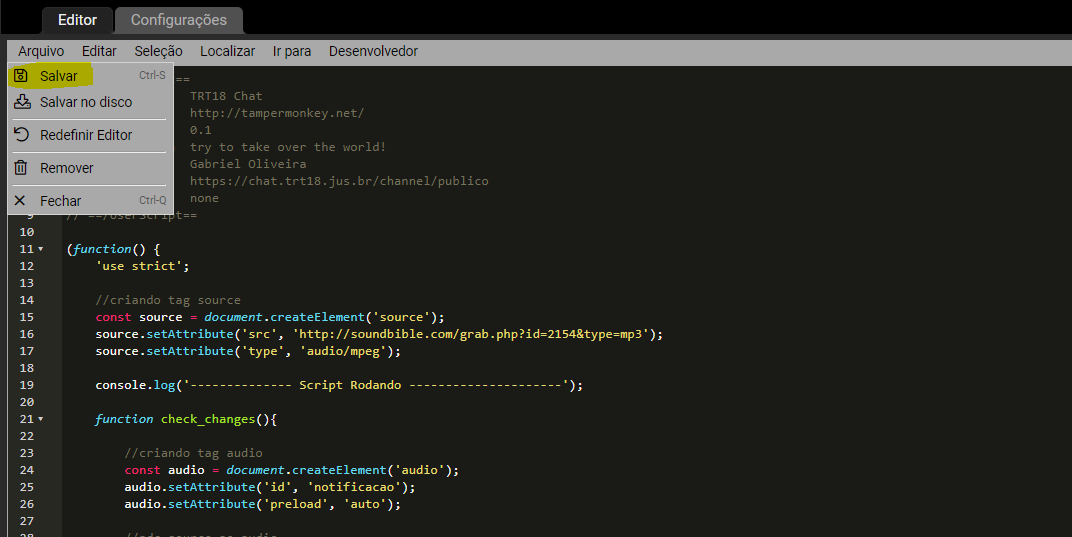 Editor Configurações
Arquivo Editar Seleção Localizar Ir para Desenvolvedor
Salvar Ctrl-S ==
Salvar no disco TRT18 Chat
http://tampermonkey.net/
0.1
Redefinir Editor
try to take over the world!
Remover Gabriel Oliveira
https://chat.trt18.jus.br/channel/publico
Fechar Ctrl-Q none
9 // ==/UserScript==
10
11 (function() {
12 'use strict';
13
14 //criando tag source
15 const source = document.createElement('source');
16 source.setAttribute('src', 'http://soundbible.com/grab.php?id=2154&type=mp3');
17 source.setAttribute('type', 'audio/mpeg');
18
19 console.log('-------------- Script Rodando ---------------------');
20
21 function check_changes(){
22
23 //criando tag audio
24 const audio = document.createElement('audio');
25 audio.setAttribute('id', 'notificacao');
26 audio.setAttribute('preload', 'auto');
27
28